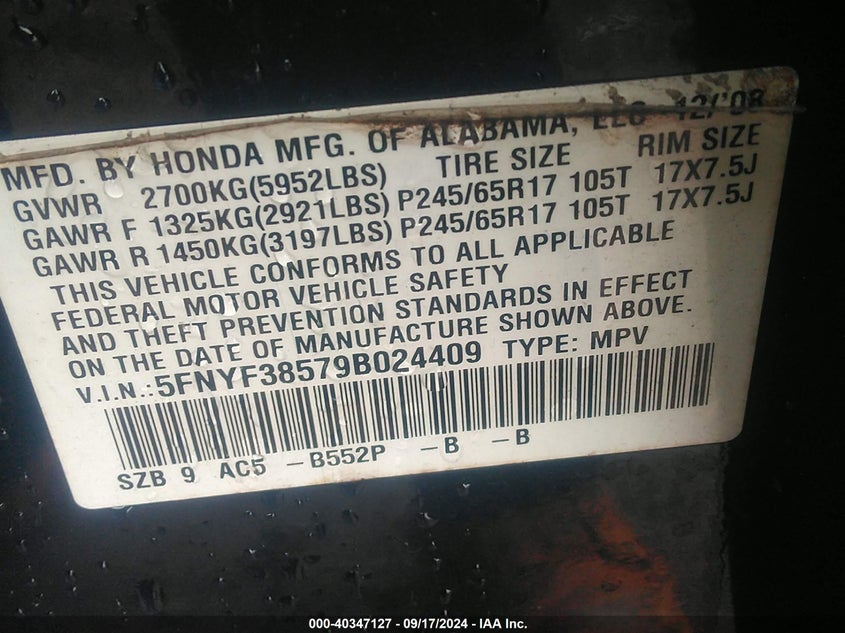 MFD. BY HONDA MFG. OF ALABAMA, LLC 12/'08
GVWR 2700KG(5952LBS) TIRE SIZE RIM SIZE
GAWR F 1325KG(2921LBS) P245/65R17 105T 17X7.5J
GAWR R 1450KG(3197LBS) P245/65R17 105T 17X7.5J
THIS VEHICLE CONFORMS TO ALL APPLICABLE
FEDERAL MOTOR VEHICLE SAFETY
AND THEFT PREVENTION STANDARDS IN EFFECT
ON THE DATE OF MANUFACTURE SHOWN ABOVE.
V.I.N.:5FNYF38579B024409 TYPE: MPV
SZB 9 AC5 -B552P -B -B
000-40347127 - 09/17/2024 - IAA Inc.